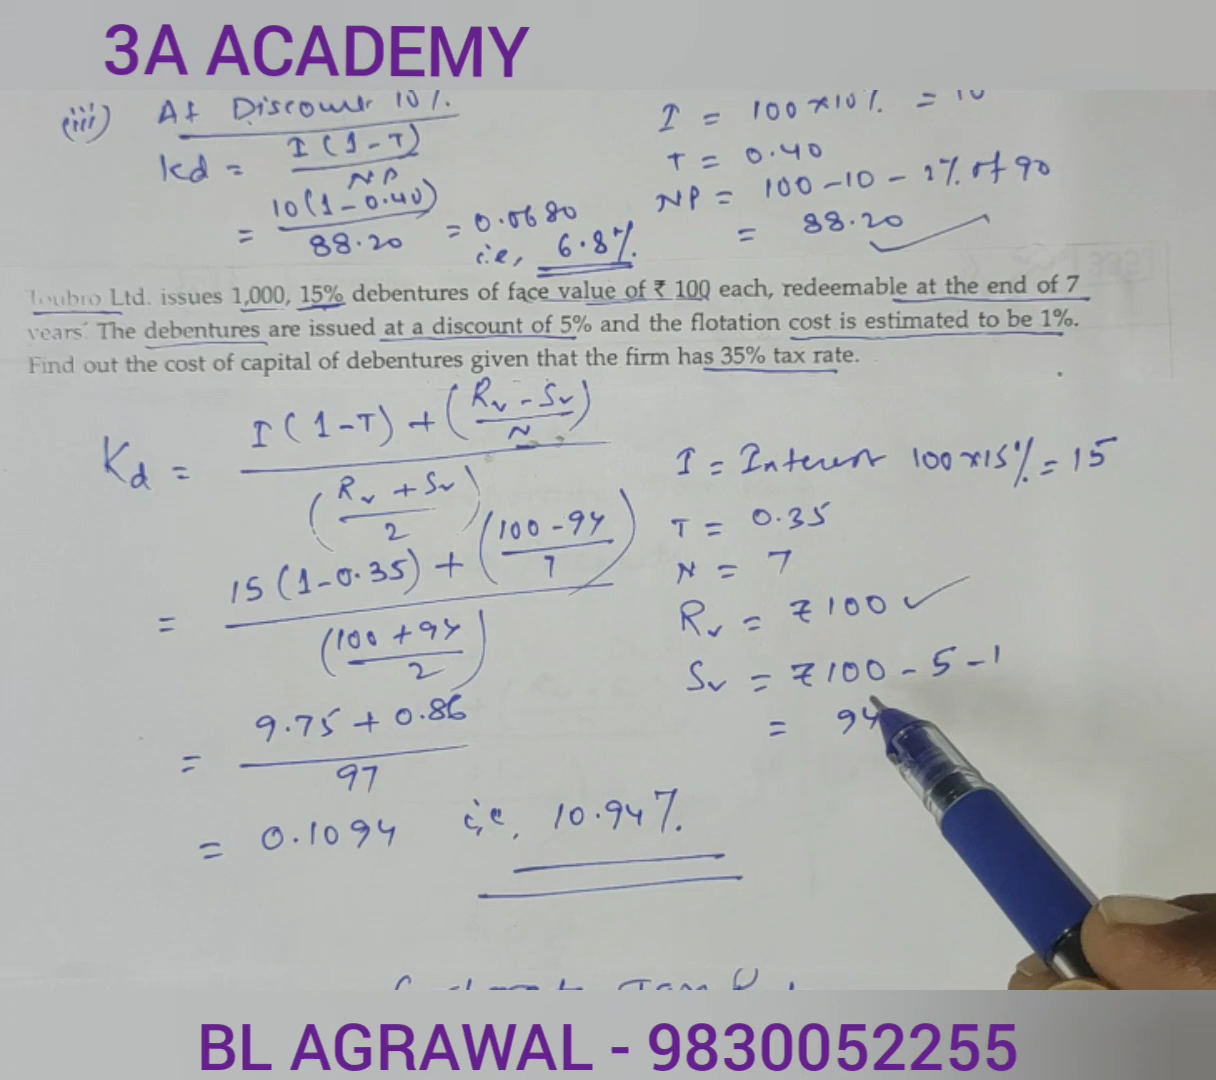 3A ACADEMY
(iii) At Discount 10%.
I = 100 × 10% = 10
Kd = I(1-T) / NP
T = 0.40
= 10(1-0.40) / 88.20 = 0.0680
NP = 100 - 10 - 2% of 90
i.e, 6.8%
= 88.20
Toubro Ltd. issues 1,000, 15% debentures of face value of ₹ 100 each, redeemable at the end of 7
years. The debentures are issued at a discount of 5% and the flotation cost is estimated to be 1%.
Find out the cost of capital of debentures given that the firm has 35% tax rate.
Kd = I(1-T) + (Rv - Sv / N) / (Rv + Sv / 2)
I = Interest 100×15% = 15
T = 0.35
= 15(1-0.35) + (100-94 / 7) / (100+94 / 2)
N = 7
Rv = ₹100
Sv = ₹100 - 5 - 1
= 9.75 + 0.86 / 97
= 94
= 0.1094 i,e, 10.94%.
BL AGRAWAL - 9830052255